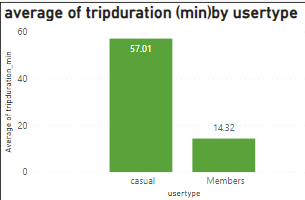 average of tripduration (min)by usertype
Average of tripduration_min
60
40
20
0
57.01
14.32
casual
Members
usertype